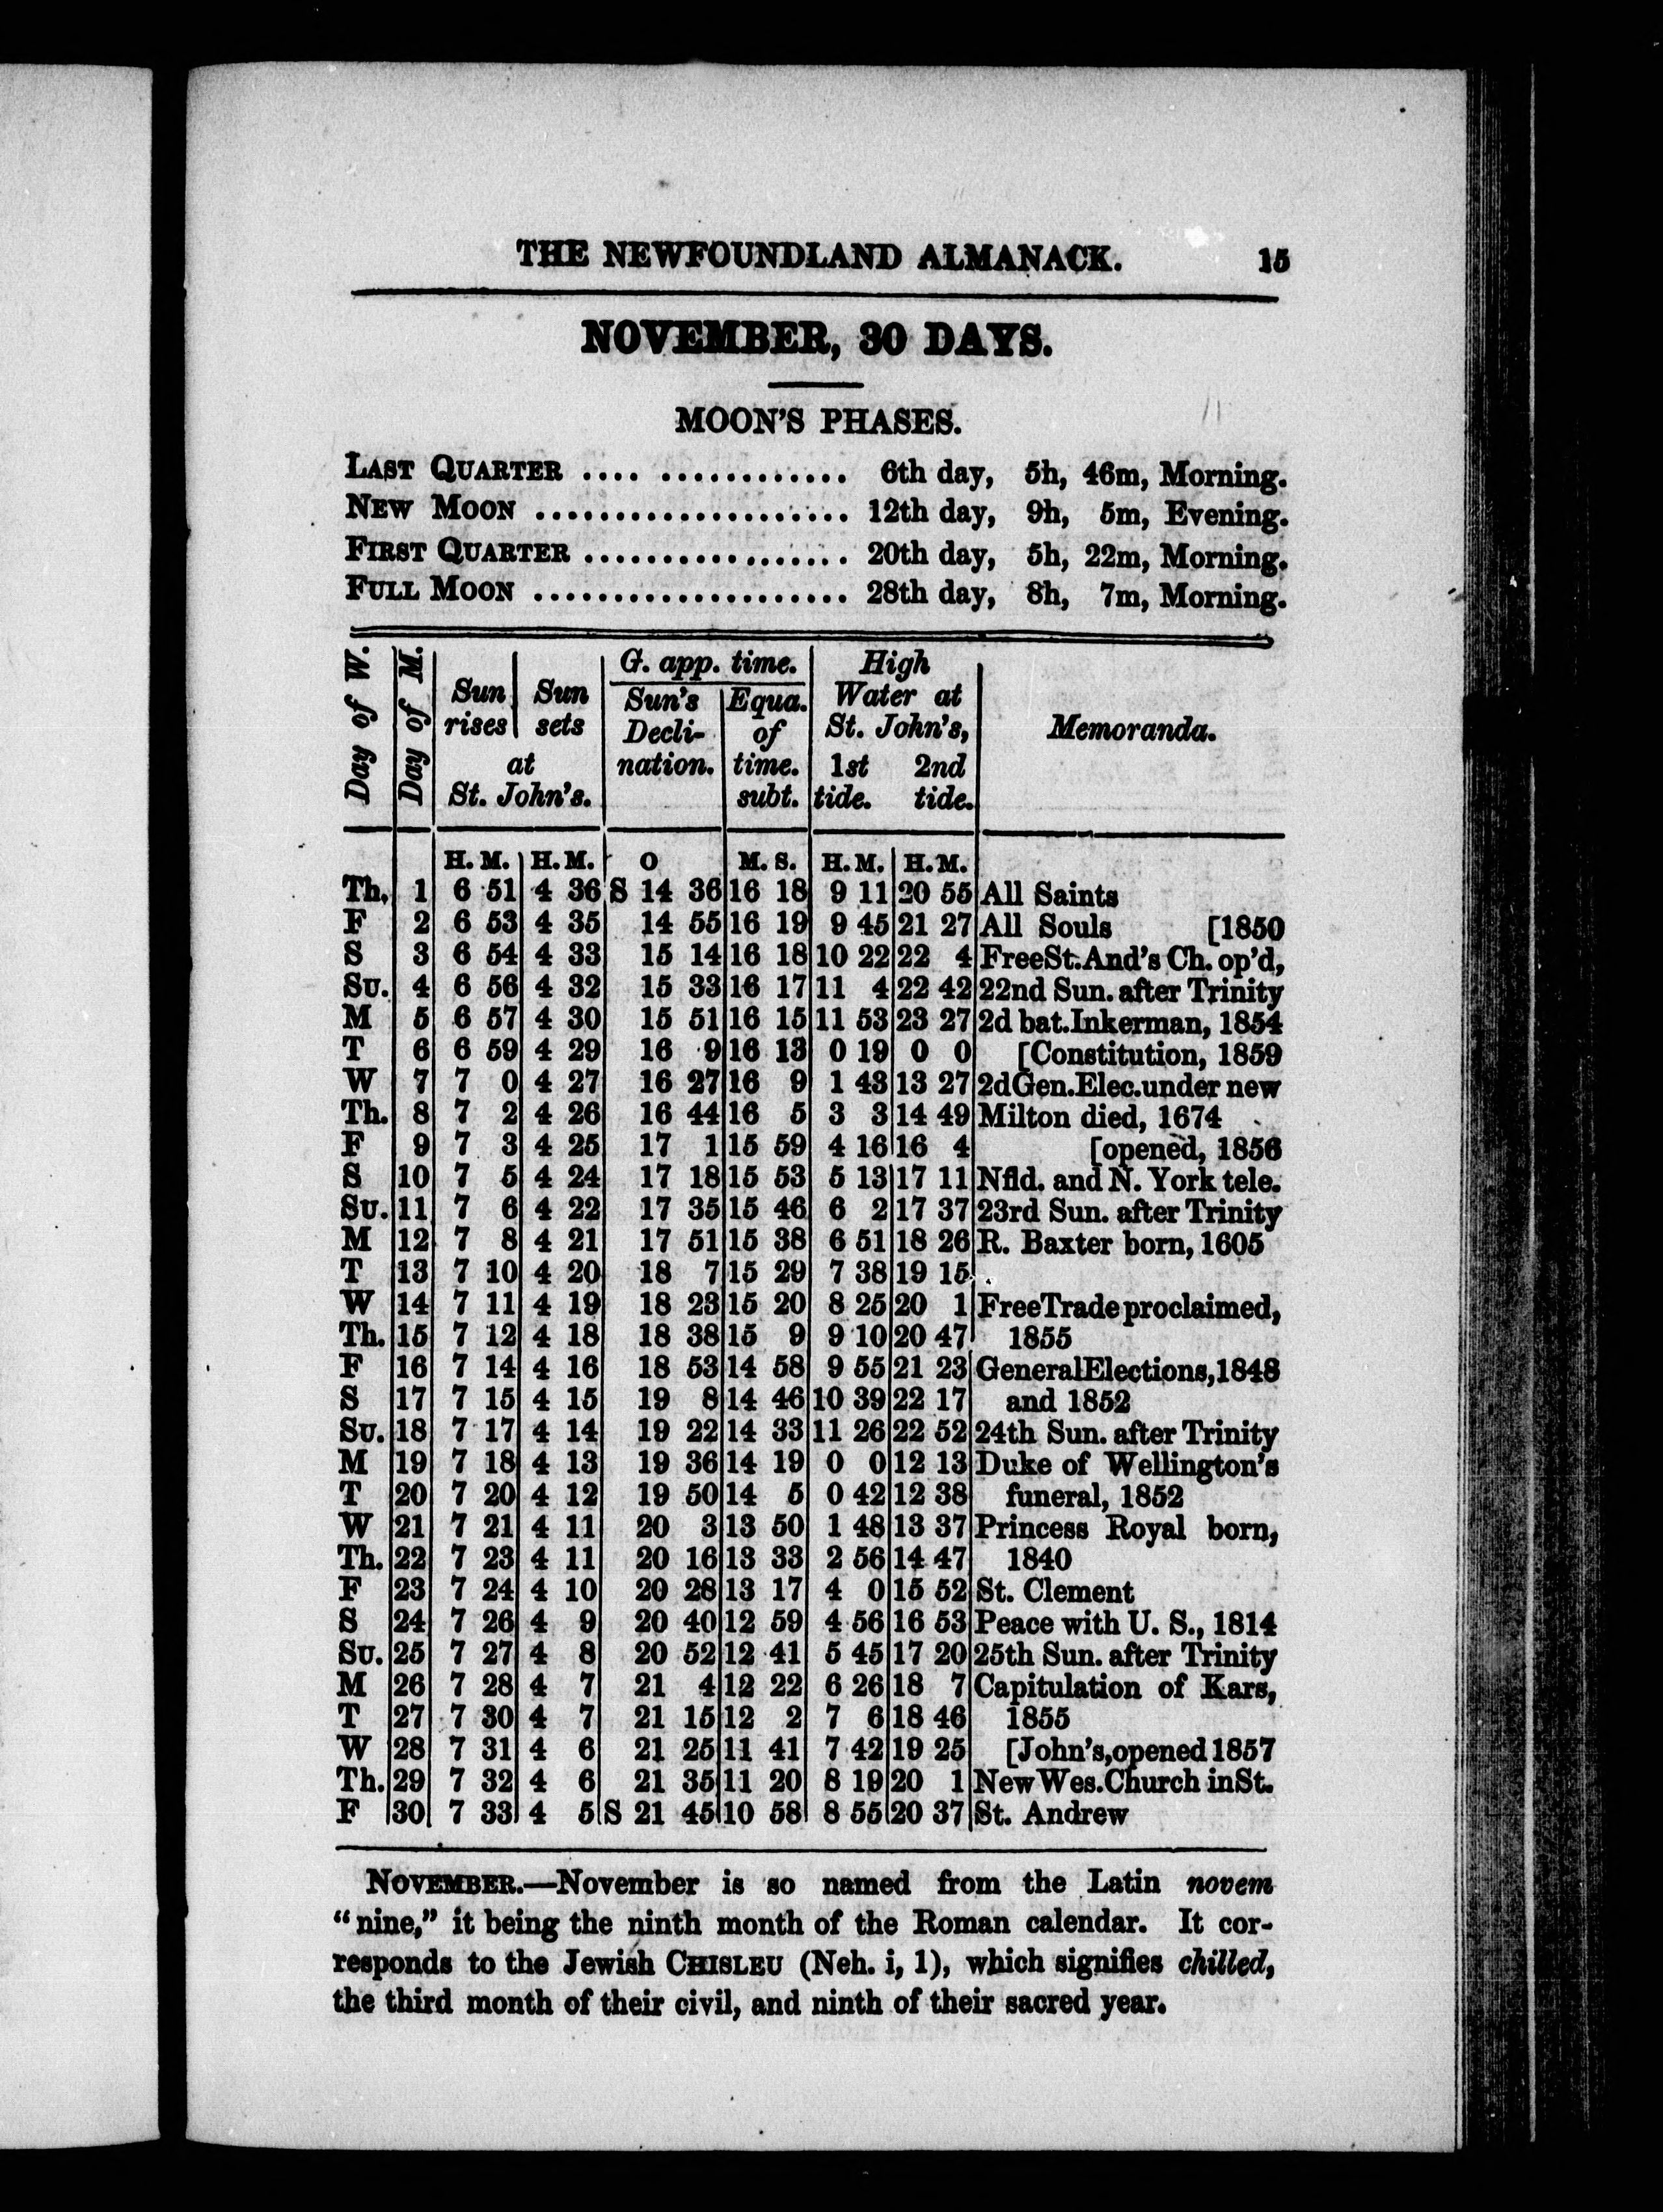 THE NEWFOUNDLAND ALMANACK. 15
NOVEMBER, 30 DAYS.
MOON'S PHASES.
LAST QUARTER .... ............ 6th day, 5h, 46m, Morning.
NEW MOON .................... 12th day, 9h, 5m, Evening.
FIRST QUARTER ................. 20th day, 5h, 22m, Morning.
FULL MOON .................... 28th day, 8h, 7m, Morning.
Day of W. Day of M. Sun rises Sun sets at St. John's. G. app. time. Sun's Decli-nation. Equa. of time. subt. High Water at St. John's, 1st tide. 2nd tide. Memoranda.
H. M. H. M. O M. S. H. M. H. M.
Th. 1 6 51 4 36 S 14 36 16 18 9 11 20 55 All Saints
F 2 6 53 4 35 14 55 16 19 9 45 21 27 All Souls [1850
S 3 6 54 4 33 15 14 16 18 10 22 22 4 FreeSt.And's Ch. op'd,
SU. 4 6 56 4 32 15 33 16 17 11 4 22 42 22nd Sun. after Trinity
M 5 6 57 4 30 15 51 16 15 11 53 23 27 2d bat.Inkerman, 1854
T 6 6 59 4 29 16 9 16 13 0 19 0 0 [Constitution, 1859
W 7 7 0 4 27 16 27 16 9 1 43 13 27 2dGen.Elec.under new
Th. 8 7 2 4 26 16 44 16 5 3 3 14 49 Milton died, 1674
F 9 7 3 4 25 17 1 15 59 4 16 16 4 [opened, 1856
S 10 7 5 4 24 17 18 15 53 5 13 17 11 Nfld. and N. York tele.
SU. 11 7 6 4 22 17 35 15 46 6 2 17 37 23rd Sun. after Trinity
M 12 7 8 4 21 17 51 15 38 6 51 18 26 R. Baxter born, 1605
T 13 7 10 4 20 18 7 15 29 7 38 19 15
W 14 7 11 4 19 18 23 15 20 8 25 20 1 FreeTradeproclaimed,
Th. 15 7 12 4 18 18 38 15 9 9 10 20 47 1855
F 16 7 14 4 16 18 53 14 58 9 55 21 23 GeneralElections,1848
S 17 7 15 4 15 19 8 14 46 10 39 22 17 and 1852
SU. 18 7 17 4 14 19 22 14 33 11 26 22 52 24th Sun. after Trinity
M 19 7 18 4 13 19 36 14 19 0 0 12 13 Duke of Wellington's
T 20 7 20 4 12 19 50 14 5 0 42 12 38 funeral, 1852
W 21 7 21 4 11 20 3 13 50 1 48 13 37 Princess Royal born,
Th. 22 7 23 4 11 20 16 13 33 2 56 14 47 1840
F 23 7 24 4 10 20 28 13 17 4 0 15 52 St. Clement
S 24 7 26 4 9 20 40 12 59 4 56 16 53 Peace with U. S., 1814
SU. 25 7 27 4 8 20 52 12 41 5 45 17 20 25th Sun. after Trinity
M 26 7 28 4 7 21 4 12 22 6 26 18 7 Capitulation of Kars,
T 27 7 30 4 7 21 15 12 2 7 6 18 46 1855
W 28 7 31 4 6 21 25 11 41 7 42 19 25 [John's,opened 1857
Th. 29 7 32 4 6 21 35 11 20 8 19 20 1 NewWes.Church inSt.
F 30 7 33 4 5 S 21 45 10 58 8 55 20 37 St. Andrew
NOVEMBER.—November is so named from the Latin novem
"nine," it being the ninth month of the Roman calendar. It cor-
responds to the Jewish CHISLEU (Neh. i, 1), which signifies chilled,
the third month of their civil, and ninth of their sacred year.